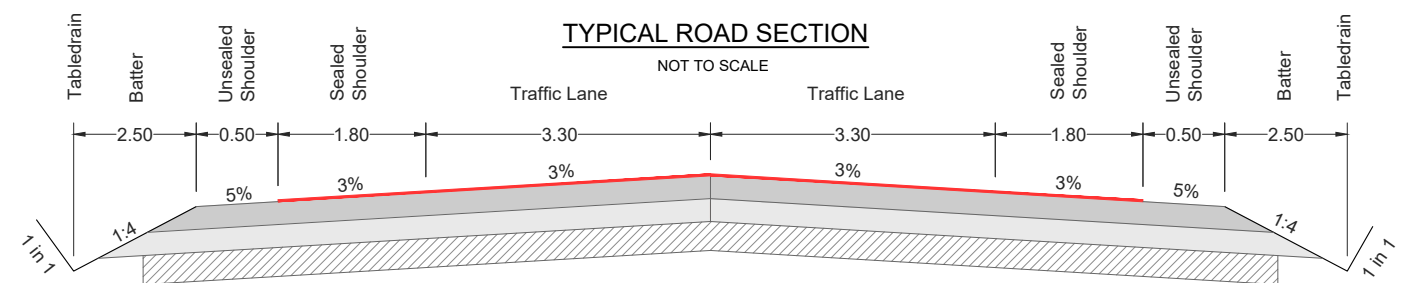 TYPICAL ROAD SECTION
NOT TO SCALE
Tabledrain
Batter
Unsealed
Shoulder
Sealed
Shoulder
Traffic Lane
Traffic Lane
Sealed
Shoulder
Unsealed
Shoulder
Batter
Tabledrain
2.50 0.50 1.80 3.30 3.30 1.80 0.50 2.50
5% 3% 3% 3% 3% 5%
1:4 1:4
1 in 1 1 in 1